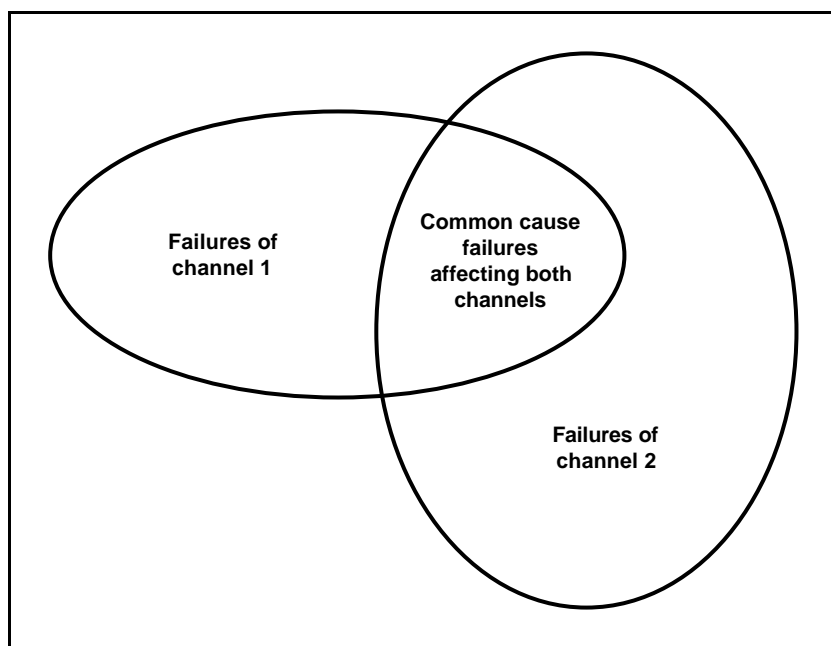 Failures of
channel 1
Common cause
failures
affecting both
channels
Failures of
channel 2